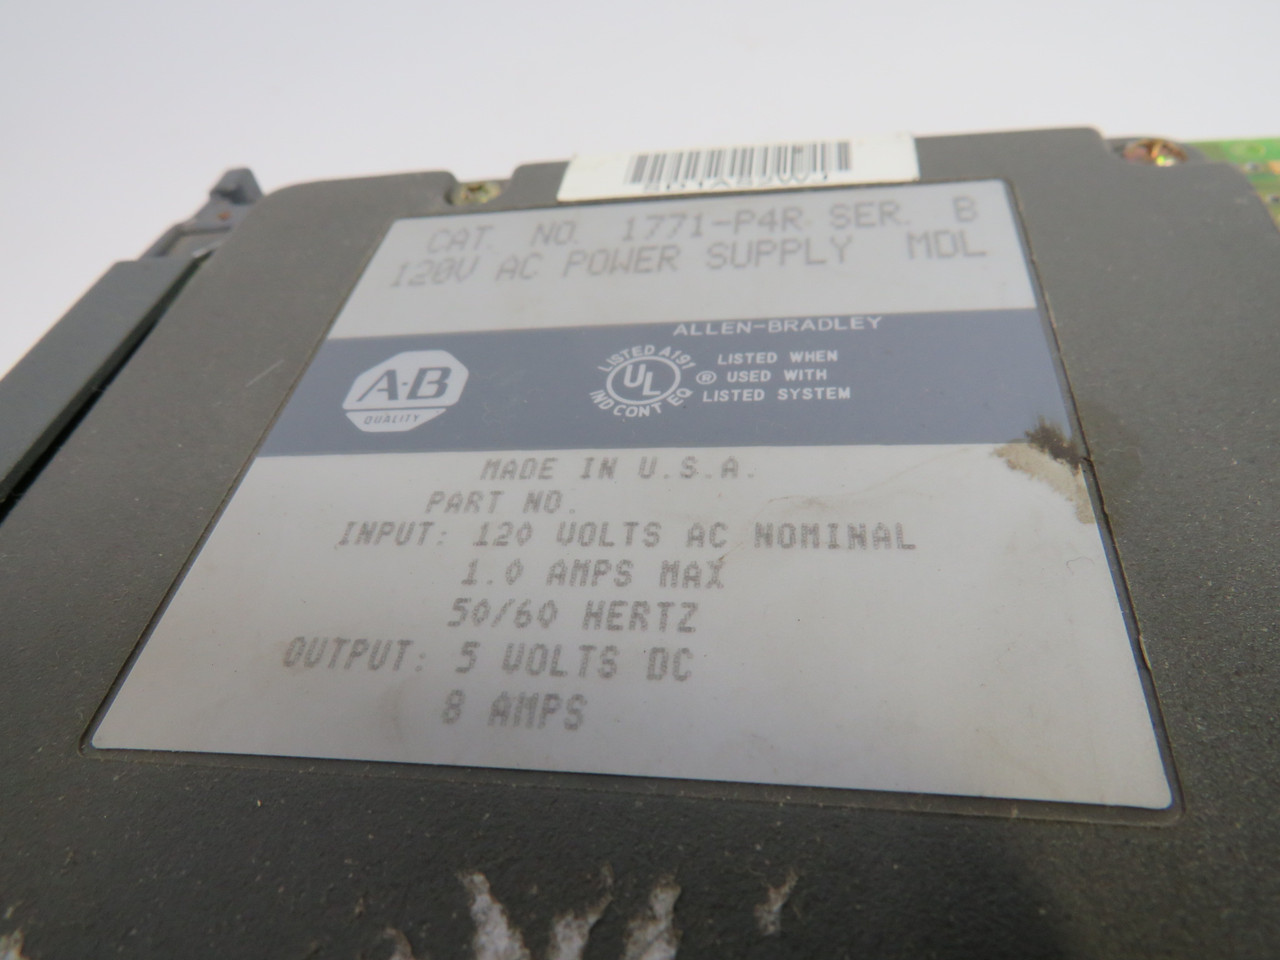 CAT. NO. 1771-P4R SER. B
120V AC POWER SUPPLY MDL
ALLEN-BRADLEY
A-B
QUALITY
LISTED A191
UL
IND CONT EQ
®
LISTED WHEN
USED WITH
LISTED SYSTEM
MADE IN U.S.A.
PART NO.
INPUT: 120 VOLTS AC NOMINAL
1.0 AMPS MAX
50/60 HERTZ
OUTPUT: 5 VOLTS DC
8 AMPS